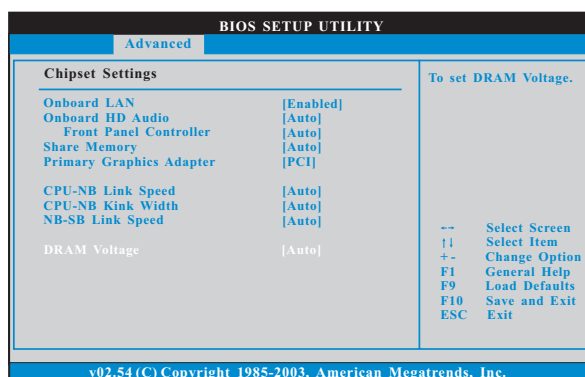 BIOS SETUP UTILITY
Advanced
Chipset Settings
Onboard LAN [Enabled]
Onboard HD Audio [Auto]
Front Panel Controller [Auto]
Share Memory [Auto]
Primary Graphics Adapter [PCI]
CPU-NB Link Speed [Auto]
CPU-NB Kink Width [Auto]
NB-SB Link Speed [Auto]
DRAM Voltage [Auto]
To set DRAM Voltage.
←→ Select Screen
↑↓ Select Item
+ - Change Option
F1 General Help
F9 Load Defaults
F10 Save and Exit
ESC Exit
v02.54 (C) Copyright 1985-2003, American Megatrends, Inc.